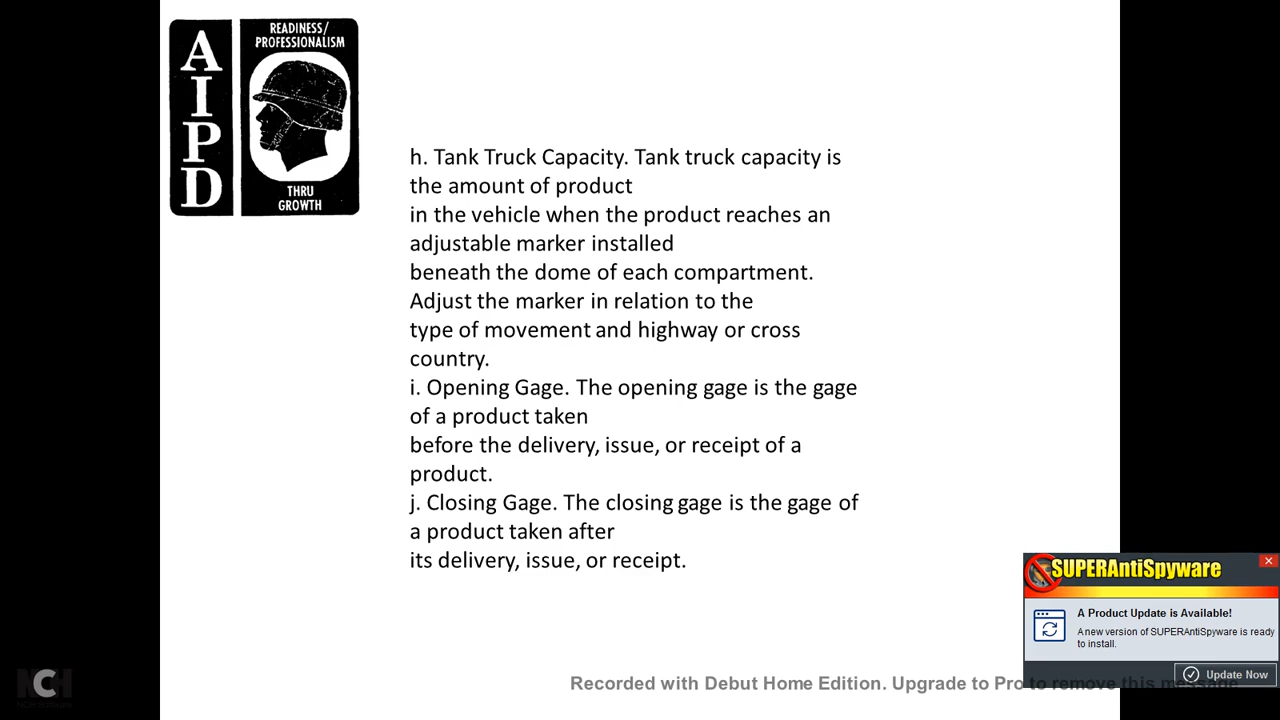 A
I
P
D
READINESS/
PROFESSIONALISM
THRU
GROWTH
h. Tank Truck Capacity. Tank truck capacity is
the amount of product
in the vehicle when the product reaches an
adjustable marker installed
beneath the dome of each compartment.
Adjust the marker in relation to the
type of movement and highway or cross
country.
i. Opening Gage. The opening gage is the gage
of a product taken
before the delivery, issue, or receipt of a
product.
j. Closing Gage. The closing gage is the gage of
a product taken after
its delivery, issue, or receipt.
SUPERAntiSpyware
A Product Update is Available!
A new version of SUPERAntiSpyware is ready
to install.
Update Now
NCH
NCH Software
Recorded with Debut Home Edition. Upgrade to Pro to remove this message